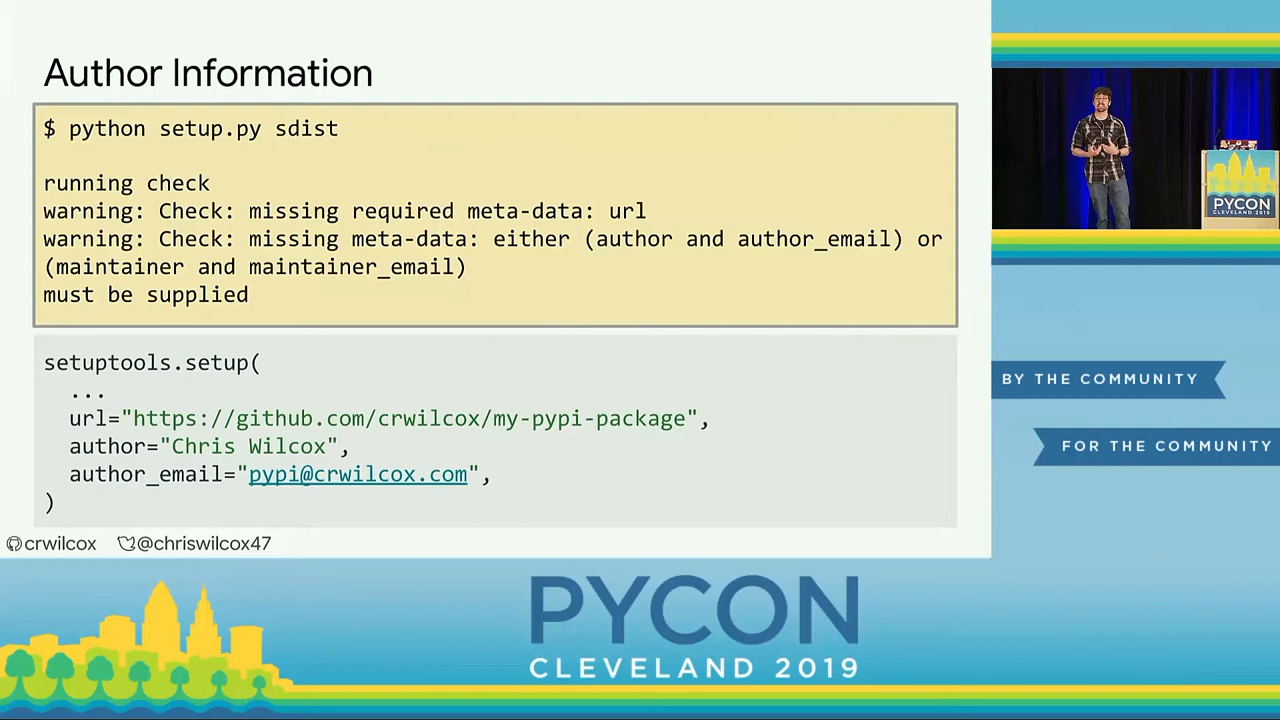 Author Information
$ python setup.py sdist
running check
warning: Check: missing required meta-data: url
warning: Check: missing meta-data: either (author and author_email) or
(maintainer and maintainer_email)
must be supplied
setuptools.setup(
...
url="https://github.com/crwilcox/my-pypi-package",
author="Chris Wilcox",
author_email="pypi@crwilcox.com",
)
crwilcox @chriswilcox47
PYCON
CLEVELAND 2019
BY THE COMMUNITY
FOR THE COMMUNITY
PYCON
CLEVELAND 2019